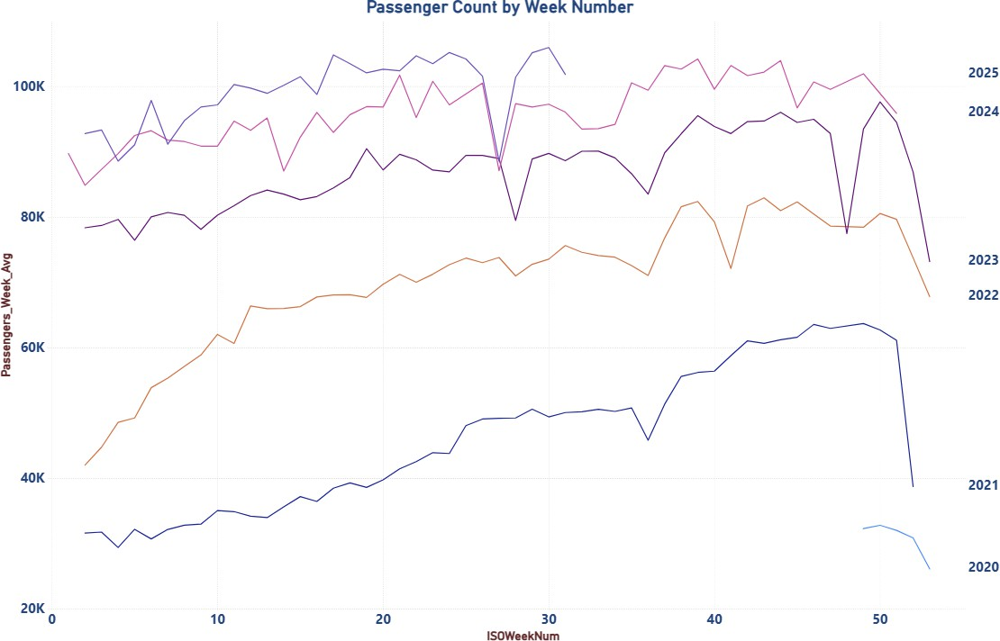 Passenger Count by Week Number
Passengers_Week_Avg
100K
80K
60K
40K
20K
2025
2024
2023
2022
2021
2020
0 10 20 30 40 50
ISOWeekNum